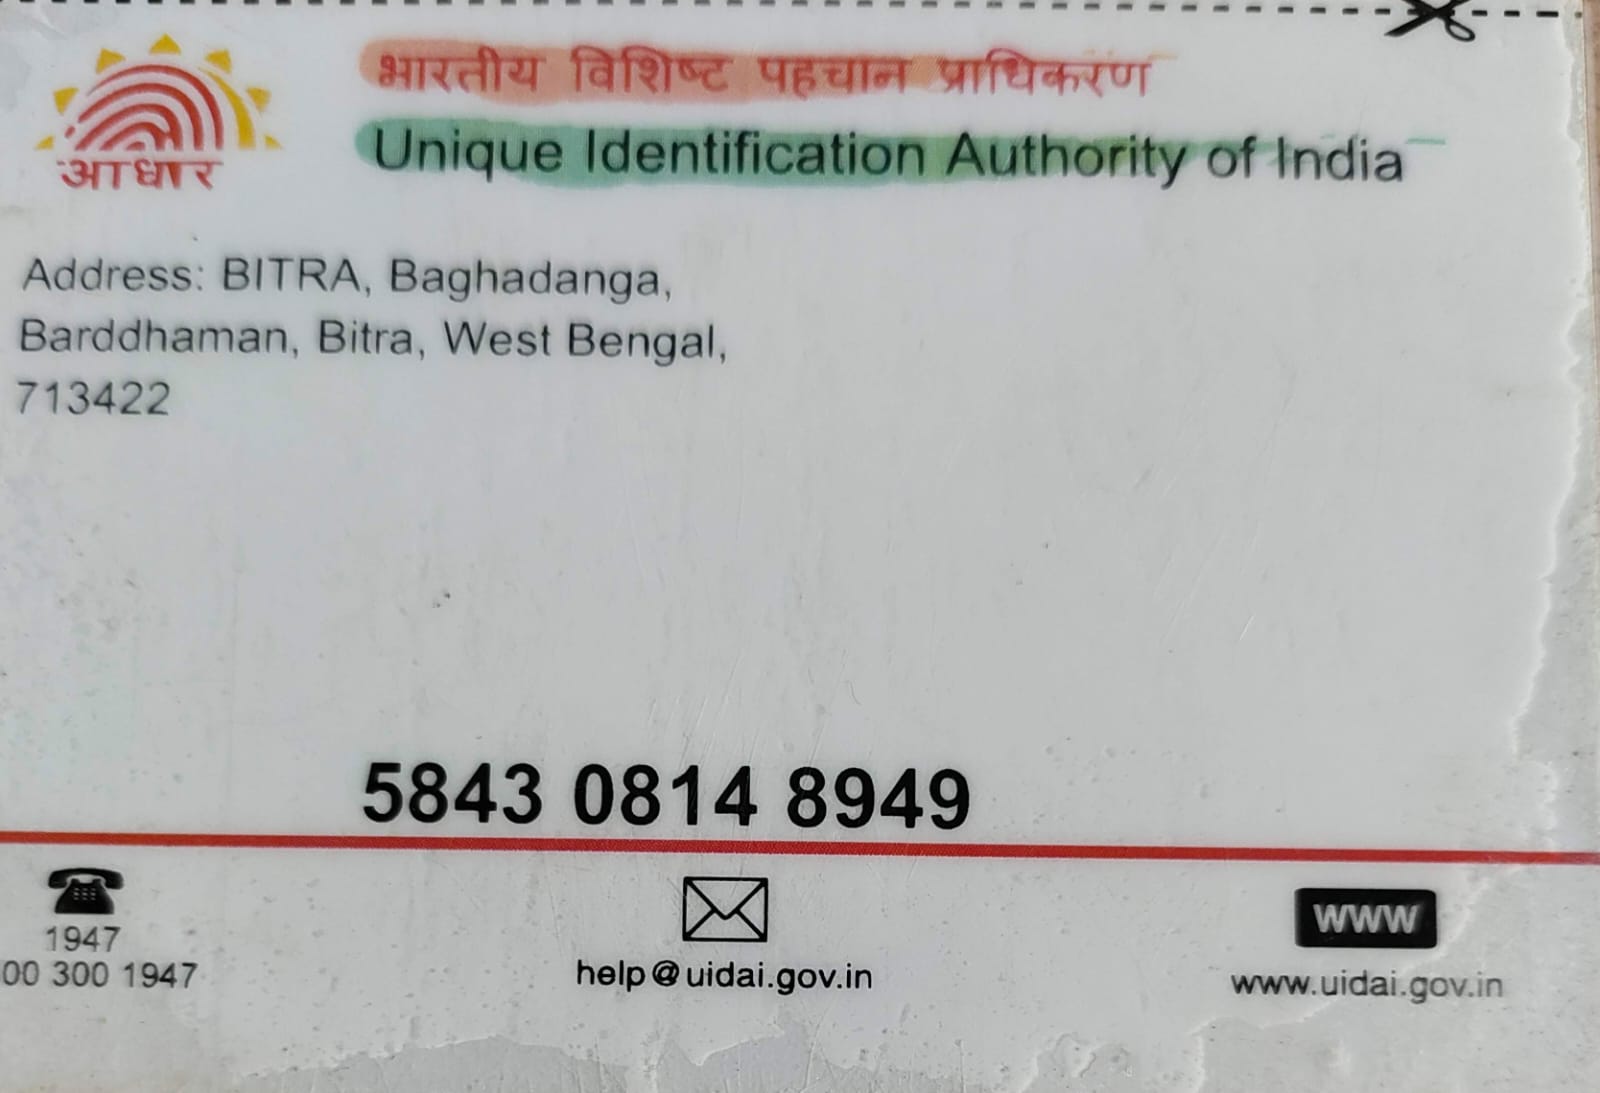 आधार
भारतीय विशिष्ट पहचान प्राधिकरण
Unique Identification Authority of India
Address: BITRA, Baghadanga,
Barddhaman, Bitra, West Bengal,
713422
5843 0814 8949
1947
00 300 1947
help@uidai.gov.in
WWW
www.uidai.gov.in